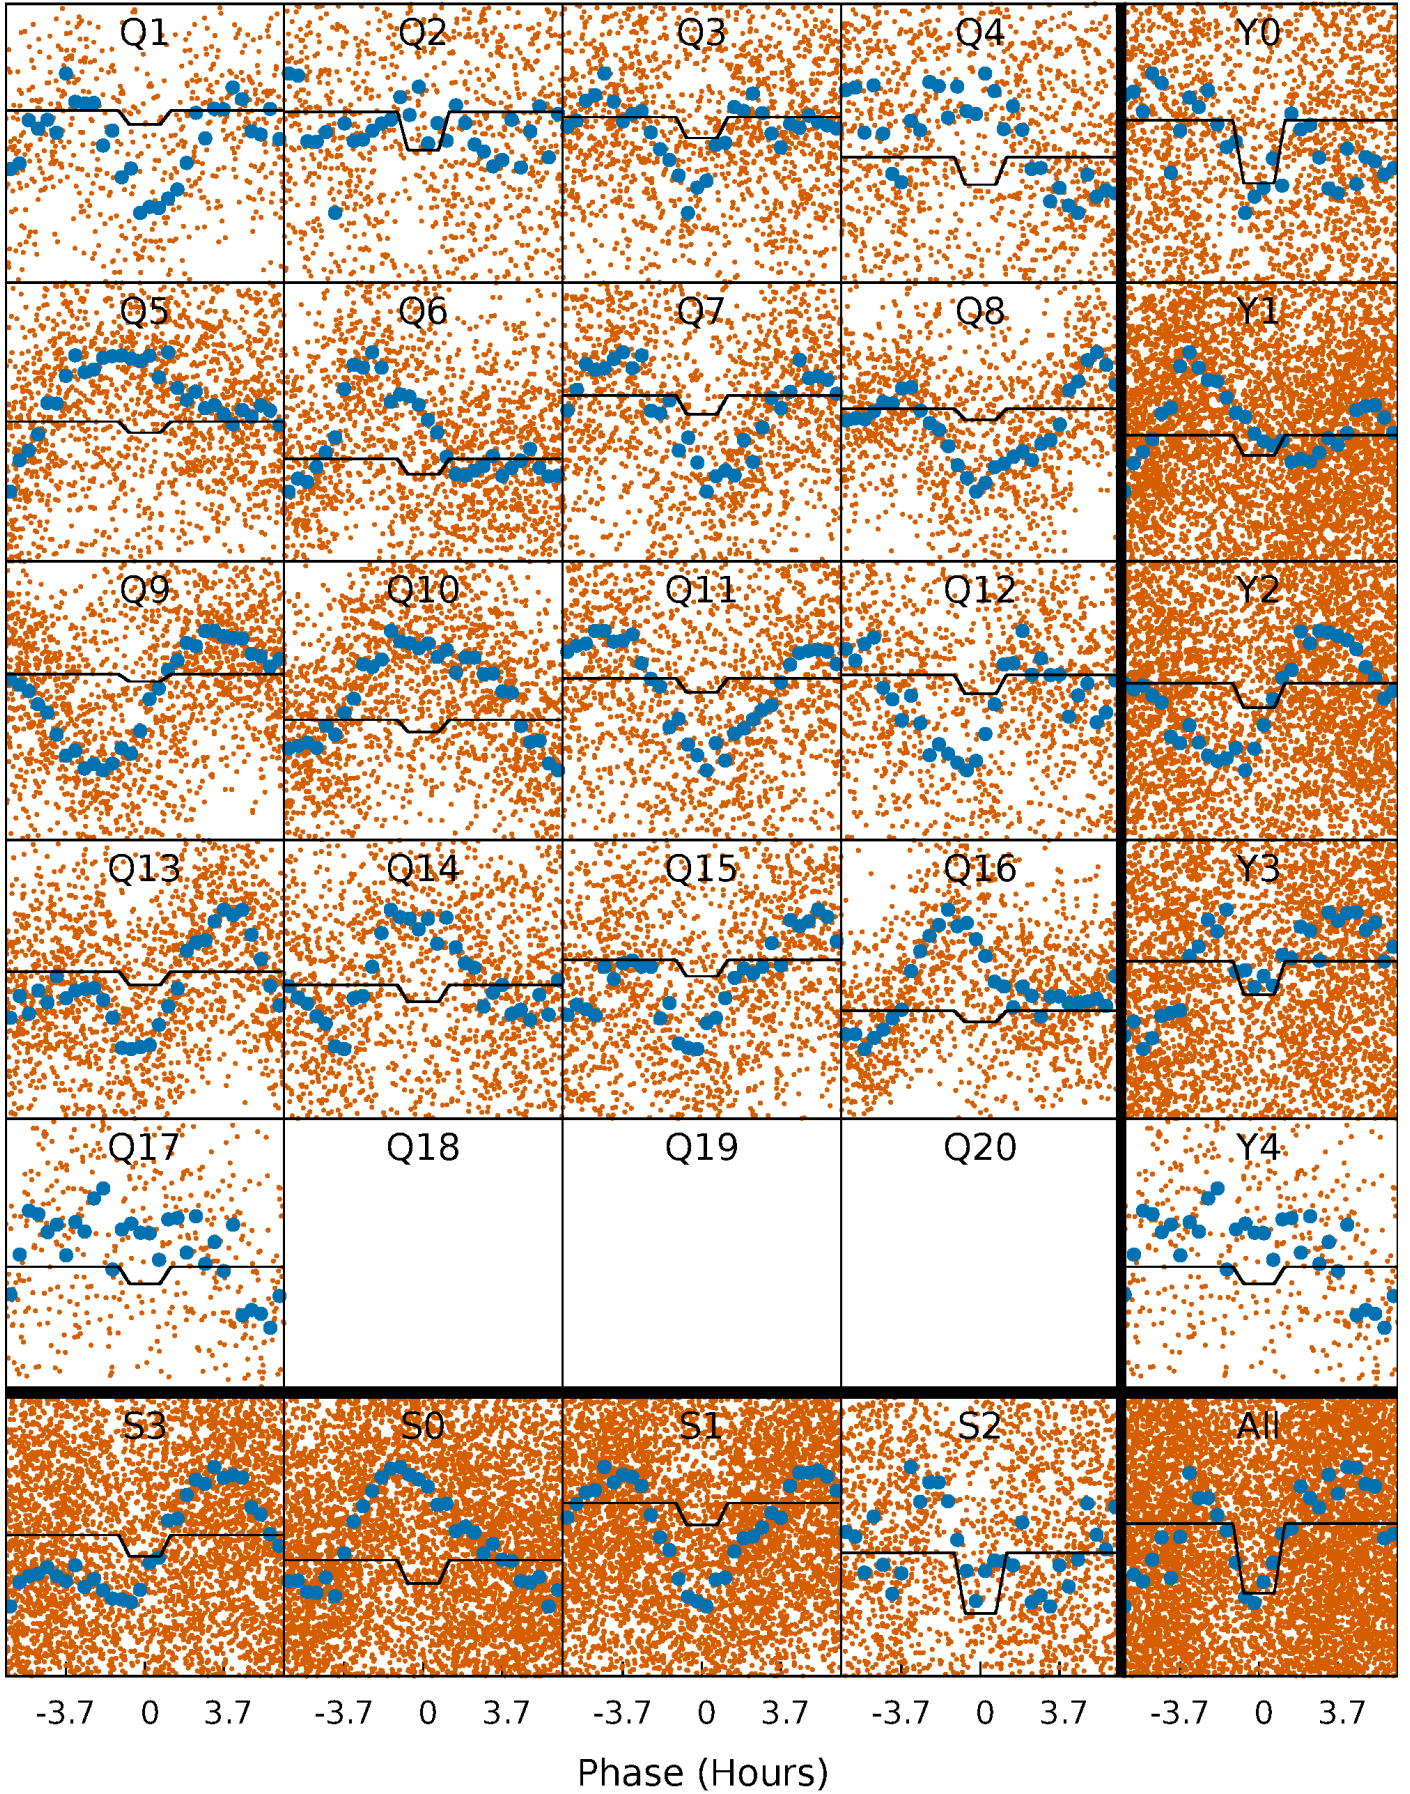 Q1 Q2 Q3 Q4 Y0
Q5 Q6 Q7 Q8 Y1
Q9 Q10 Q11 Q12 Y2
Q13 Q14 Q15 Q16 Y3
Q17 Q18 Q19 Q20 Y4
S3 S0 S1 S2 All
-3.7 0 3.7 -3.7 0 3.7 -3.7 0 3.7 -3.7 0 3.7 -3.7 0 3.7
Phase (Hours)